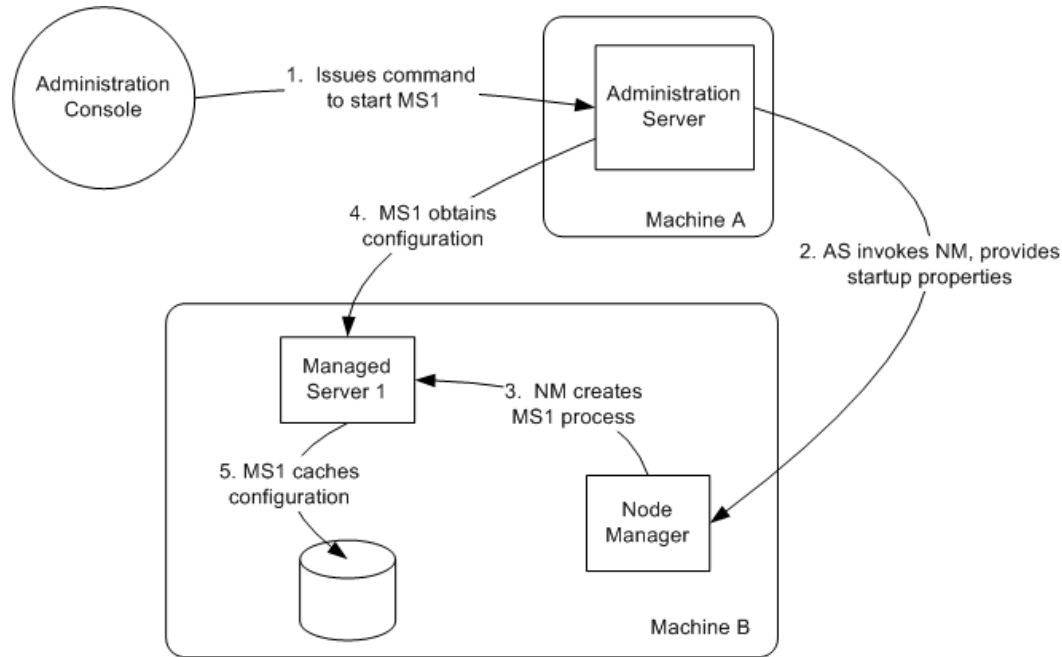 Administration
Console
1. Issues command
to start MS1
Administration
Server
Machine A
4. MS1 obtains
configuration
2. AS invokes NM, provides
startup properties
Managed
Server 1
3. NM creates
MS1 process
5. MS1 caches
configuration
Node
Manager
Machine B